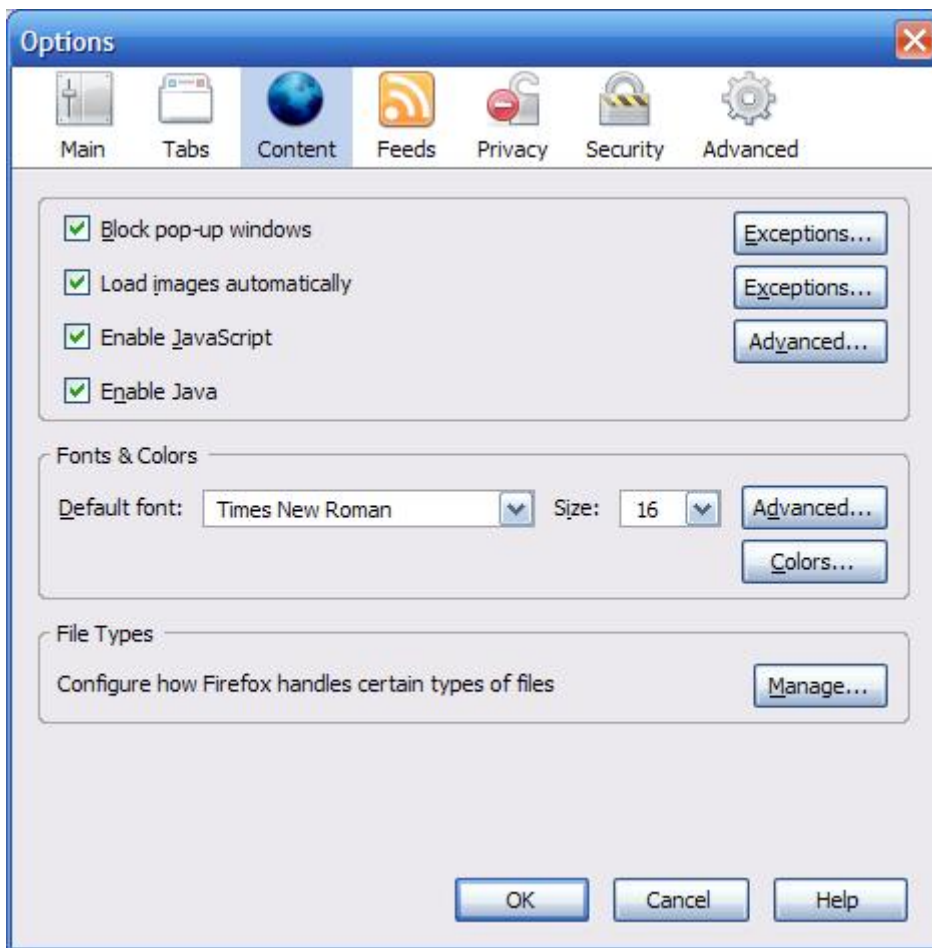 Options
Main Tabs Content Feeds Privacy Security Advanced
Block pop-up windows Exceptions...
Load images automatically Exceptions...
Enable JavaScript Advanced...
Enable Java
Fonts & Colors
Default font: Times New Roman Size: 16 Advanced...
Colors...
File Types
Configure how Firefox handles certain types of files Manage...
OK Cancel Help